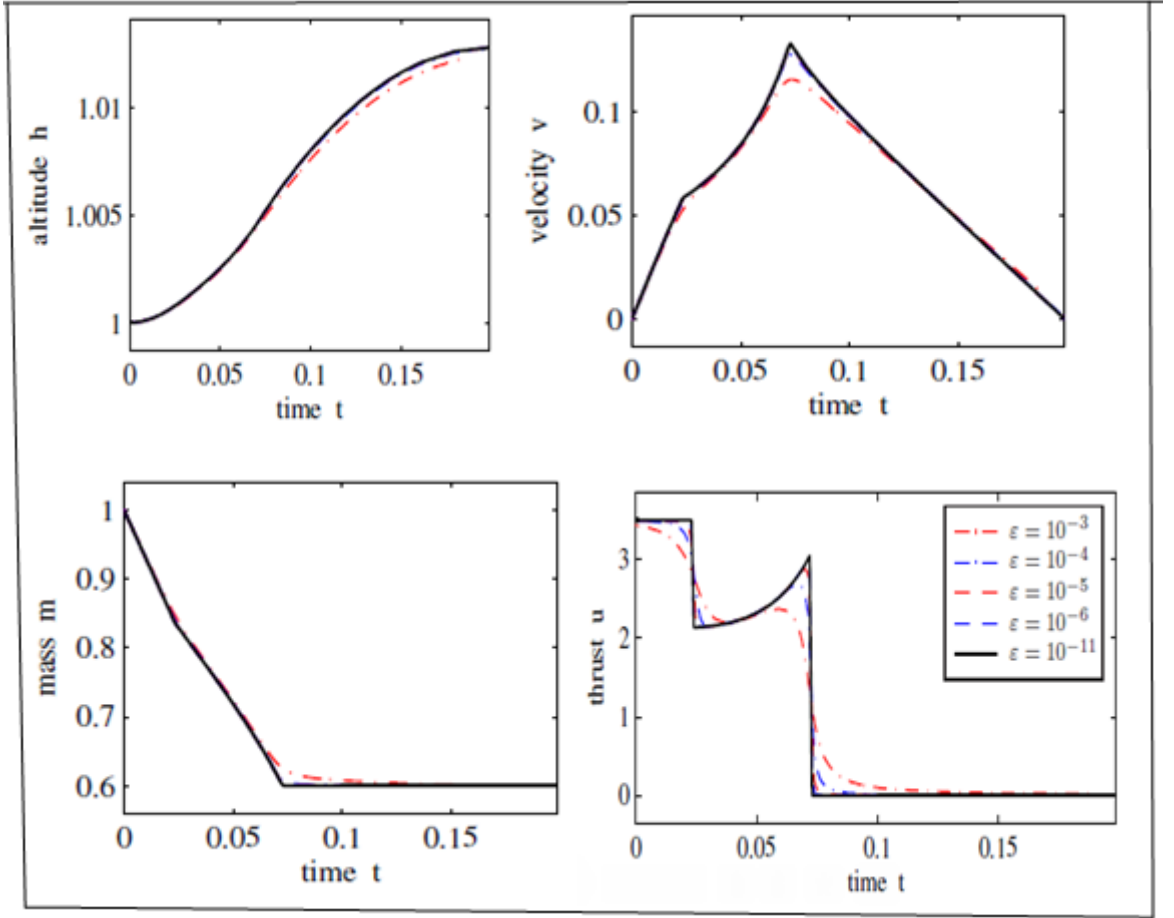 1.01
1.005
1
0
0.05
0.1
0.15
altitude h
time t
0.1
0.05
0
0
0.05
0.1
0.15
velocity v
time t
1
0.9
0.8
0.7
0.6
0
0.05
0.1
0.15
mass m
time t
3
2
1
0
0
0.05
0.1
0.15
thrust u
time t
ε = 10⁻³
ε = 10⁻⁴
ε = 10⁻⁵
ε = 10⁻⁶
ε = 10⁻¹¹